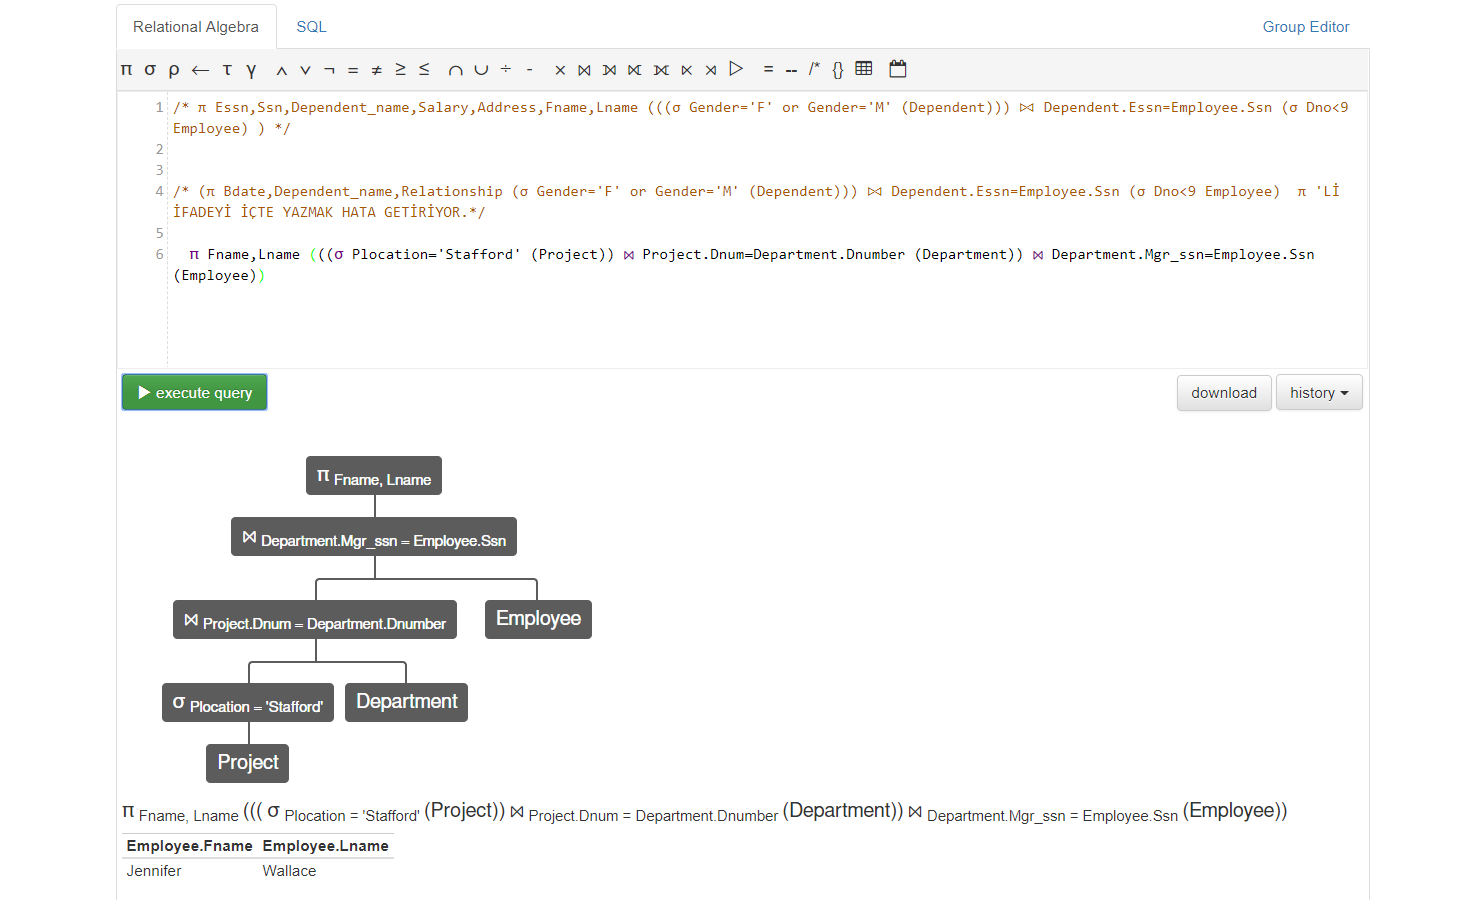 Relational Algebra SQL Group Editor
π σ ρ ← τ γ ∧ ∨ ¬ = ≠ ≥ ≤ ∩ ∪ ÷ - × ⋈ ⟕ ⟖ ⟗ ⋉ ⋊ ▷ = -- /* {}
1 /* π Essn,Ssn,Dependent_name,Salary,Address,Fname,Lname (((σ Gender='F' or Gender='M' (Dependent))) ⋈ Dependent.Essn=Employee.Ssn (σ Dno<9
Employee) ) */
2
3
4 /* (π Bdate,Dependent_name,Relationship (σ Gender='F' or Gender='M' (Dependent))) ⋈ Dependent.Essn=Employee.Ssn (σ Dno<9 Employee)  π 'Lİ
İFADEYİ İÇTE YAZMAK HATA GETİRİYOR.*/
5
6 π Fname,Lname (((σ Plocation='Stafford' (Project)) ⋈ Project.Dnum=Department.Dnumber (Department)) ⋈ Department.Mgr_ssn=Employee.Ssn
(Employee))
execute query download history
π Fname, Lname
⋈ Department.Mgr_ssn = Employee.Ssn
⋈ Project.Dnum = Department.Dnumber Employee
σ Plocation = 'Stafford' Department
Project
π Fname, Lname ((( σ Plocation = 'Stafford' (Project)) ⋈ Project.Dnum = Department.Dnumber (Department)) ⋈ Department.Mgr_ssn = Employee.Ssn (Employee))
Employee.Fname Employee.Lname
Jennifer Wallace